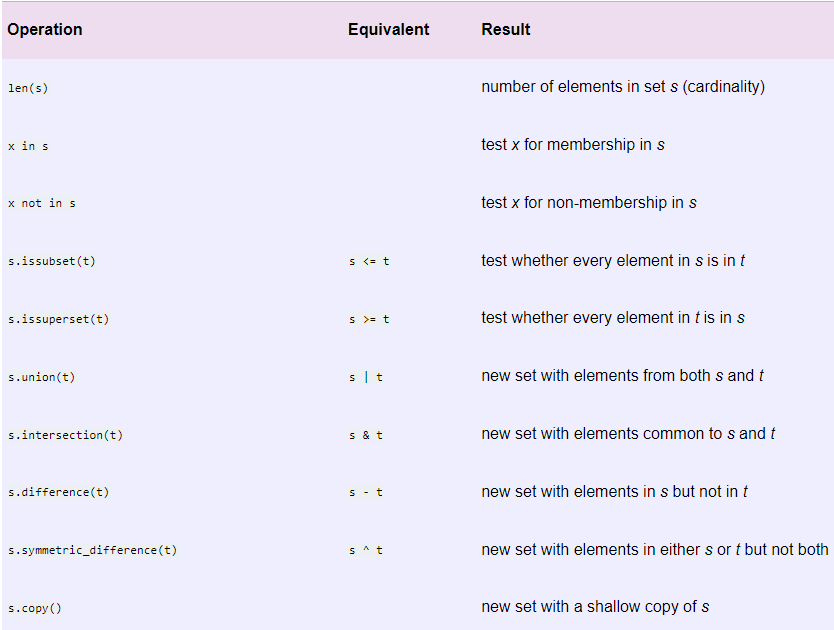 Operation Equivalent Result
len(s) number of elements in set s (cardinality)
x in s test x for membership in s
x not in s test x for non-membership in s
s.issubset(t) s <= t test whether every element in s is in t
s.issuperset(t) s >= t test whether every element in t is in s
s.union(t) s | t new set with elements from both s and t
s.intersection(t) s & t new set with elements common to s and t
s.difference(t) s - t new set with elements in s but not in t
s.symmetric_difference(t) s ^ t new set with elements in either s or t but not both
s.copy() new set with a shallow copy of s